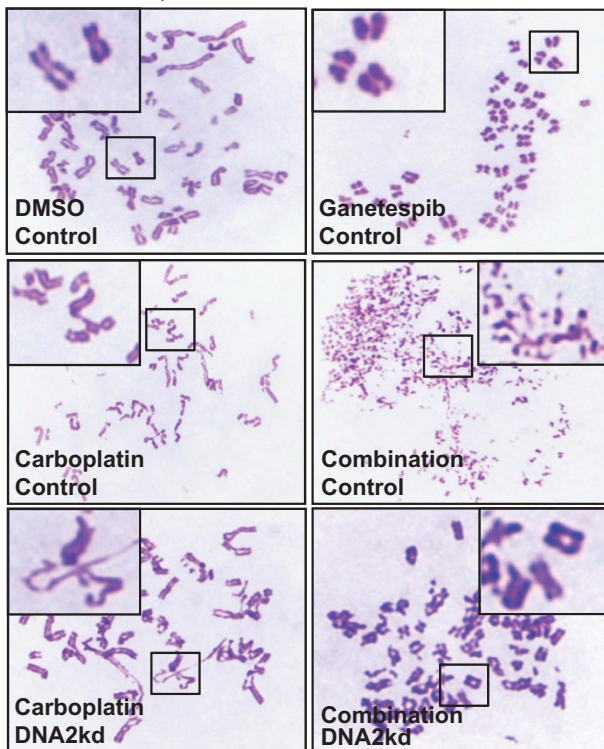 DMSO
Control
Ganetespib
Control
Carboplatin
Control
Combination
Control
Carboplatin
DNA2kd
Combination
DNA2kd